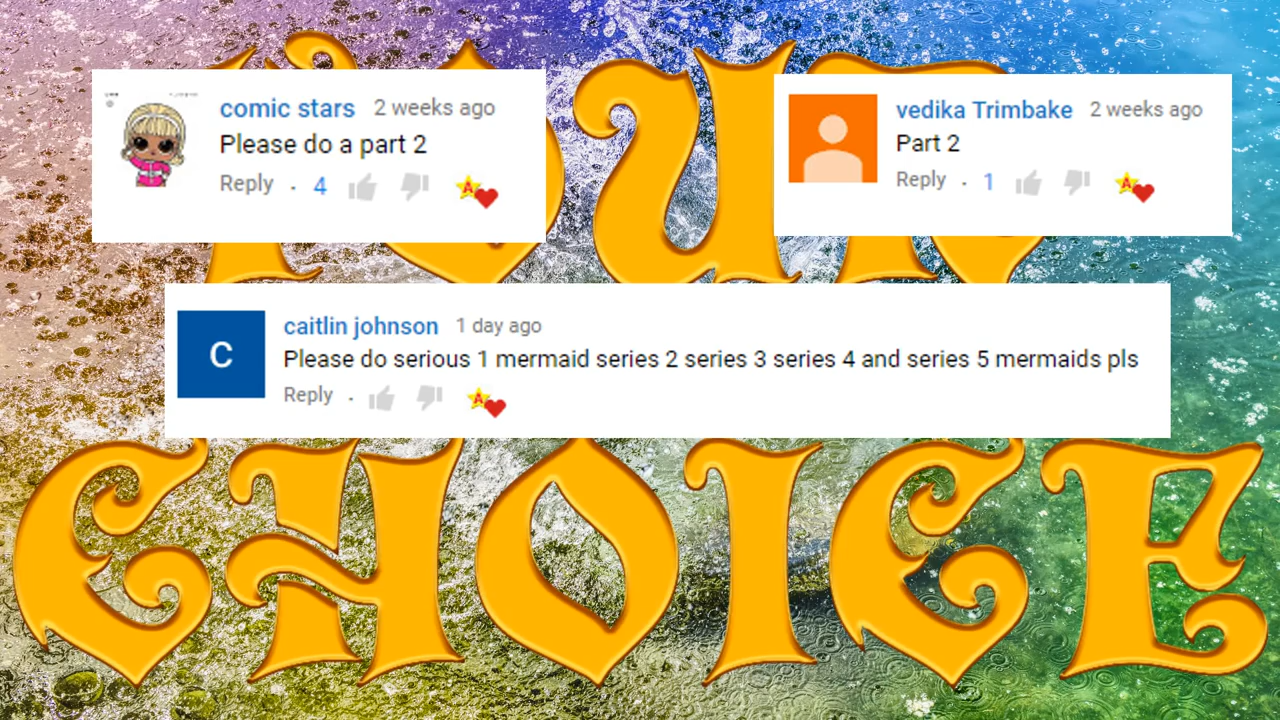 YOUR
comic stars 2 weeks ago
Please do a part 2
Reply . 4
A
vedika Trimbake 2 weeks ago
Part 2
Reply . 1
A
C
caitlin johnson 1 day ago
Please do serious 1 mermaid series 2 series 3 series 4 and series 5 mermaids pls
Reply .
A
CHOICE